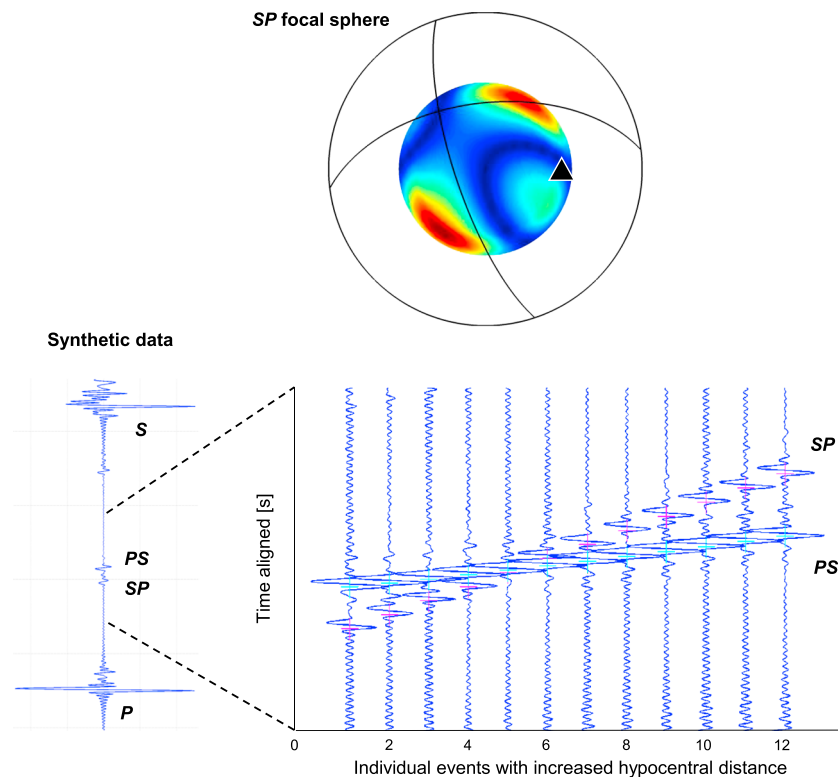 SP focal sphere
Synthetic data
S
PS
SP
P
Time aligned [s]
SP
PS
0 2 4 6 8 10 12
Individual events with increased hypocentral distance